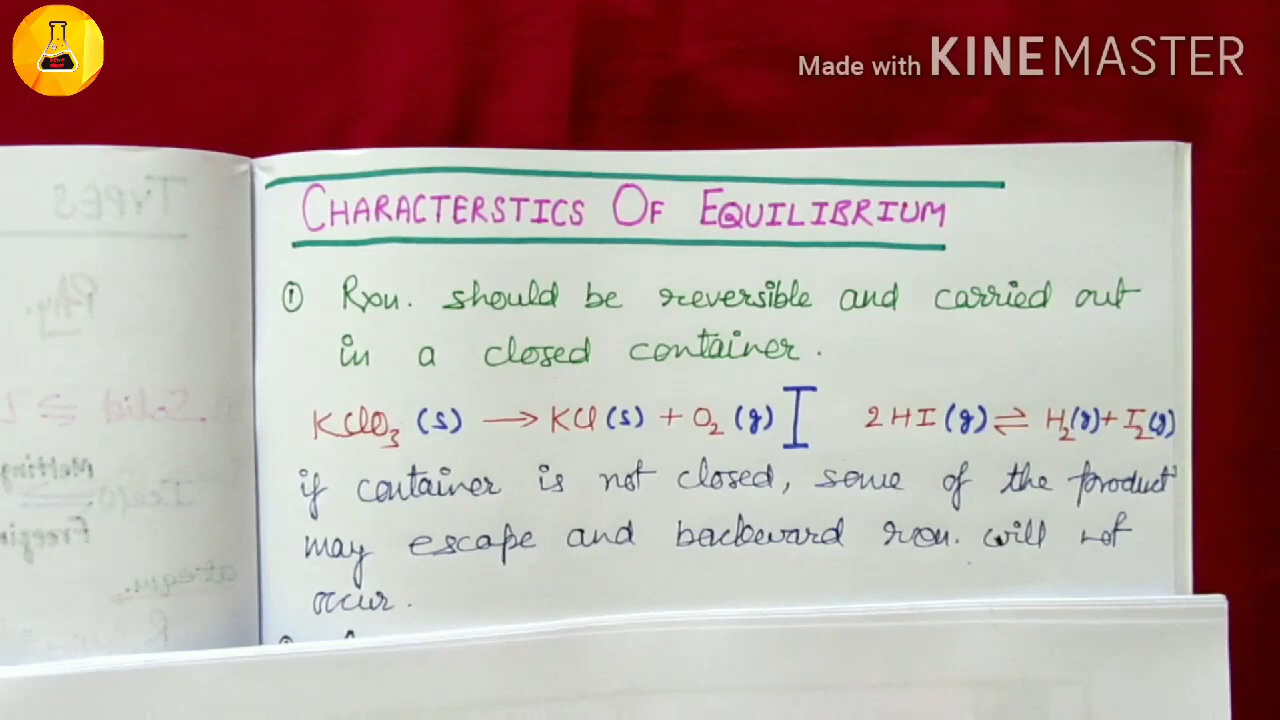 Made with KINEMASTER
CHARACTERSTICS OF EQUILIBRIUM
① Rxn. should be reversible and carried out
in a closed container.
KClO₃ (s) → KCl (s) + O₂ (g) I 2HI (g) ⇌ H₂(g) + I₂(g)
if container is not closed, some of the product
may escape and backward rxn. will not
occur.